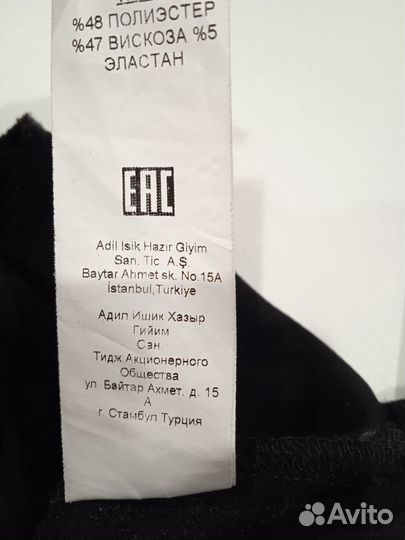 %48 ПОЛИЭСТЕР
%47 ВИСКОЗА %5
ЭЛАСТАН
EAC
Adil Isik Hazır Giyim
San. Tic. A.Ş.
Baytar Ahmet sk. No.15A
İstanbul,Turkiye
Адил Ишик Хазыр
Гийим
Сан.
Тидж.Акционерного
Общества
ул. Байтар Ахмет. д. 15
А
г. Стамбул Турция
Avito